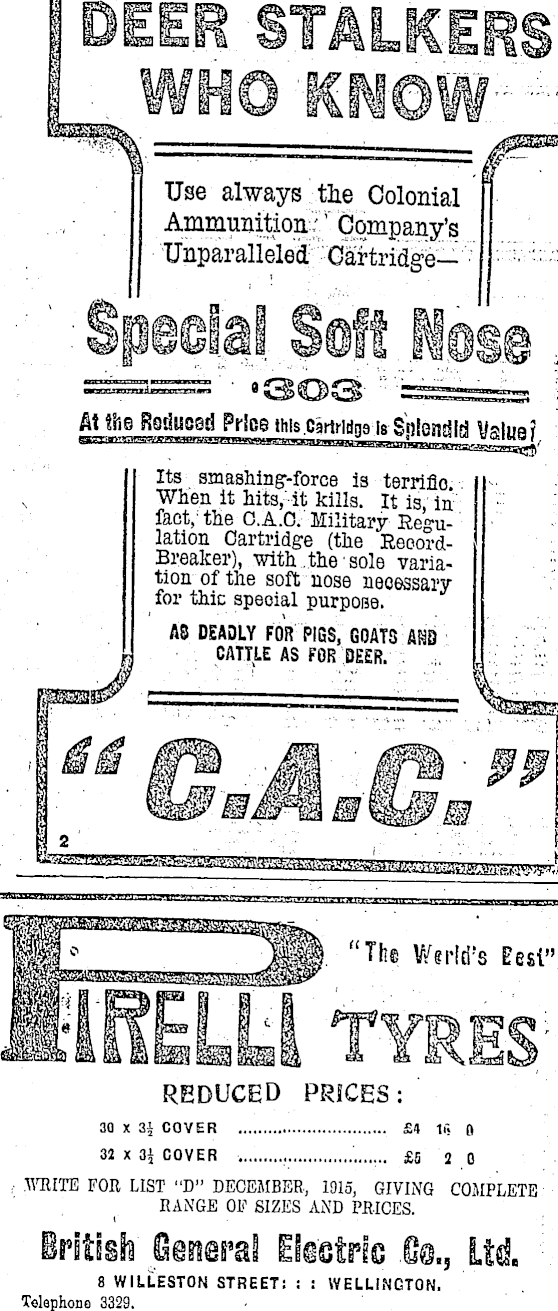 DEER STALKERS
WHO KNOW
Use always the Colonial
Ammunition Company's
Unparalleled Cartridge—
Special Soft Nose
·303
At the Reduced Price this Cartridge is Splendid Value!
Its smashing-force is terrific.
When it hits, it kills. It is, in
fact, the C.A.C. Military Regu-
lation Cartridge (the Record-
Breaker), with the sole varia-
tion of the soft nose necessary
for this special purpose.
AS DEADLY FOR PIGS, GOATS AND
CATTLE AS FOR DEER.
"C.A.C."
2
PIRELLI TYRES
"The World's Best"
REDUCED PRICES:
30 x 3½ COVER ............................ £4 16 0
32 x 3½ COVER ............................ £5 2 0
WRITE FOR LIST "D" DECEMBER, 1915, GIVING COMPLETE
RANGE OF SIZES AND PRICES.
British General Electric Co., Ltd.
8 WILLESTON STREET: : : WELLINGTON.
Telephone 3329.